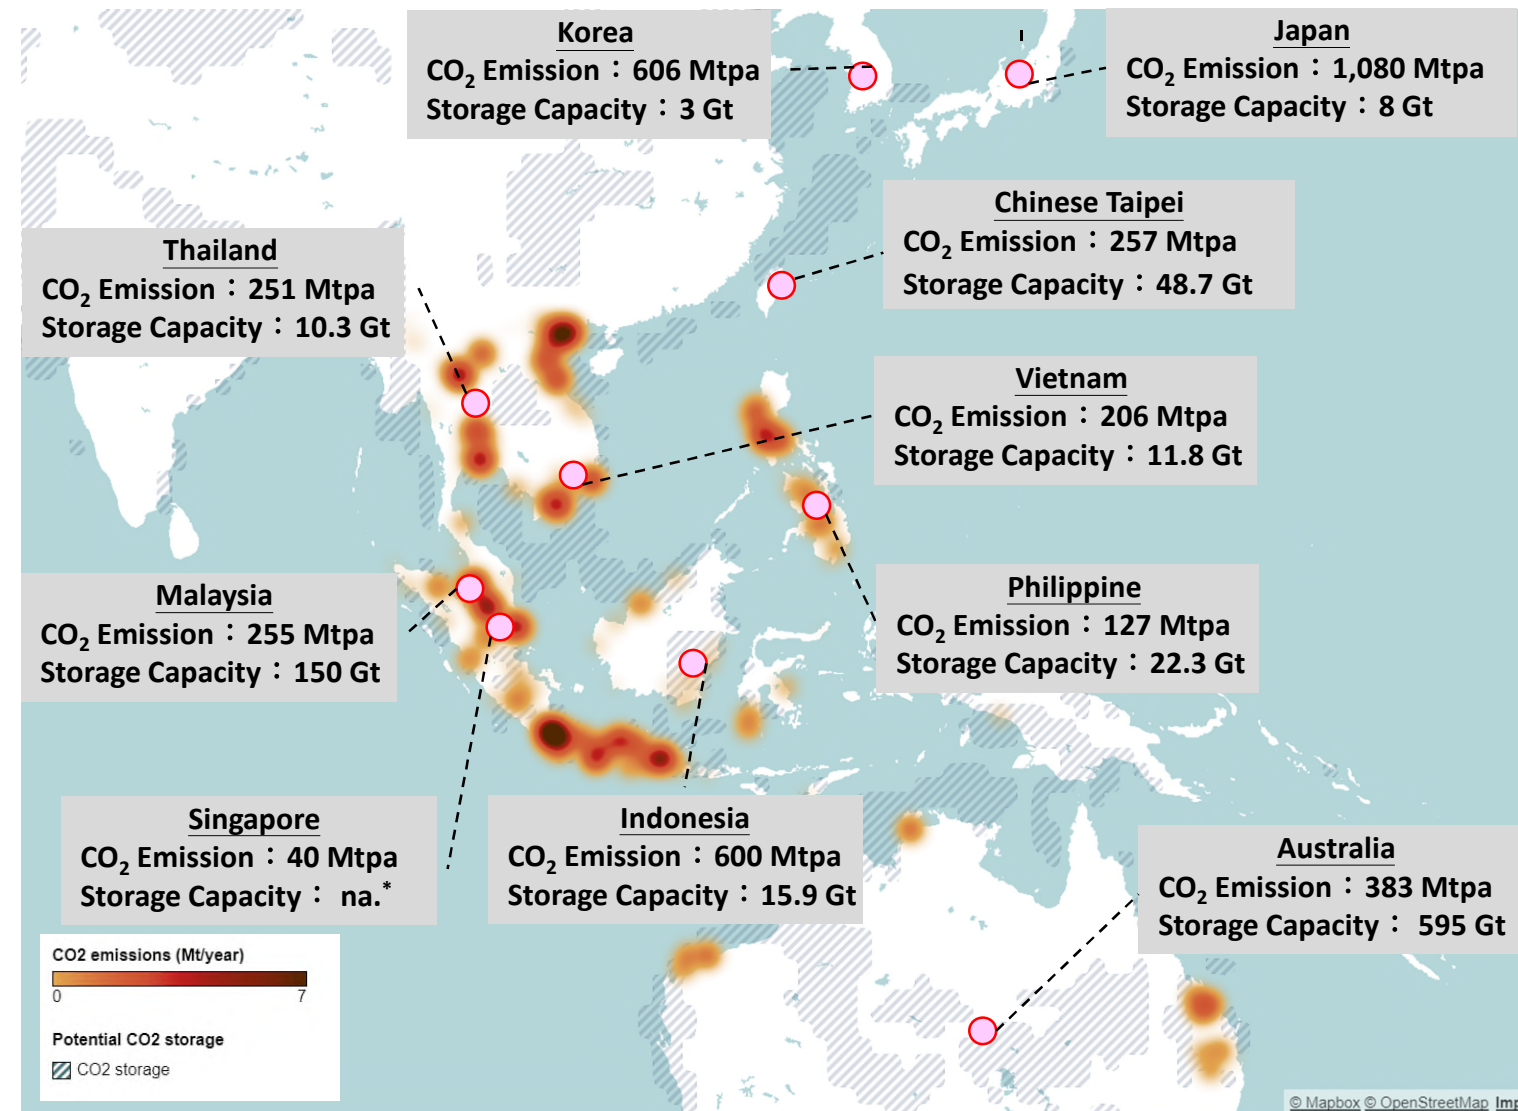 Korea
CO₂ Emission：606 Mtpa
Storage Capacity：3 Gt
Japan
CO₂ Emission：1,080 Mtpa
Storage Capacity：8 Gt
Chinese Taipei
CO₂ Emission：257 Mtpa
Storage Capacity：48.7 Gt
Thailand
CO₂ Emission：251 Mtpa
Storage Capacity：10.3 Gt
Vietnam
CO₂ Emission：206 Mtpa
Storage Capacity：11.8 Gt
Malaysia
CO₂ Emission：255 Mtpa
Storage Capacity：150 Gt
Philippine
CO₂ Emission：127 Mtpa
Storage Capacity：22.3 Gt
Singapore
CO₂ Emission：40 Mtpa
Storage Capacity： na.*
Indonesia
CO₂ Emission：600 Mtpa
Storage Capacity：15.9 Gt
Australia
CO₂ Emission：383 Mtpa
Storage Capacity： 595 Gt
CO2 emissions (Mt/year)
0 7
Potential CO2 storage
CO2 storage
© Mapbox © OpenStreetMap Imp